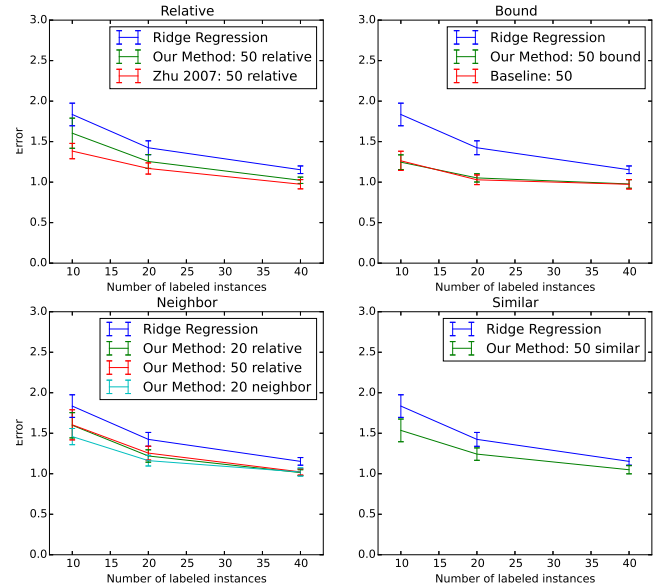 Relative
3.0
2.5
2.0
1.5
1.0
0.5
0.0
Error
Ridge Regression
Our Method: 50 relative
Zhu 2007: 50 relative
10 15 20 25 30 35 40
Number of labeled instances
Bound
3.0
2.5
2.0
1.5
1.0
0.5
0.0
Ridge Regression
Our Method: 50 bound
Baseline: 50
10 15 20 25 30 35 40
Number of labeled instances
Neighbor
3.0
2.5
2.0
1.5
1.0
0.5
0.0
Error
Ridge Regression
Our Method: 20 relative
Our Method: 50 relative
Our Method: 20 neighbor
10 15 20 25 30 35 40
Number of labeled instances
Similar
3.0
2.5
2.0
1.5
1.0
0.5
0.0
Ridge Regression
Our Method: 50 similar
10 15 20 25 30 35 40
Number of labeled instances